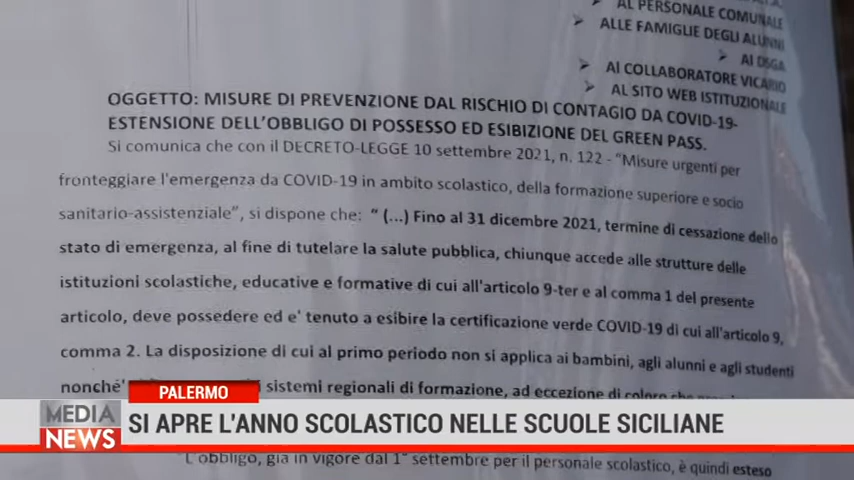 AL PERSONALE COMUNALE
➢ ALLE FAMIGLIE DEGLI ALUNNI
➢ AI DSGA
➢ AI COLLABORATORE VICARIO
➢ AL SITO WEB ISTITUZIONALE
OGGETTO: MISURE DI PREVENZIONE DAL RISCHIO DI CONTAGIO DA COVID-19-
ESTENSIONE DELL'OBBLIGO DI POSSESSO ED ESIBIZIONE DEL GREEN PASS.
Si comunica che con il DECRETO-LEGGE 10 settembre 2021, n. 122 - "Misure urgenti per
fronteggiare l'emergenza da COVID-19 in ambito scolastico, della formazione superiore e socio
sanitario-assistenziale", si dispone che: " (...) Fino al 31 dicembre 2021, termine di cessazione dello
stato di emergenza, al fine di tutelare la salute pubblica, chiunque accede alle strutture delle
istituzioni scolastiche, educative e formative di cui all'articolo 9-ter e al comma 1 del presente
articolo, deve possedere ed e' tenuto a esibire la certificazione verde COVID-19 di cui all'articolo 9,
comma 2. La disposizione di cui al primo periodo non si applica ai bambini, agli alunni e agli studenti
nonchè' sistemi regionali di formazione, ad eccezione di coloro che
PALERMO
MEDIA NEWS
SI APRE L'ANNO SCOLASTICO NELLE SCUOLE SICILIANE
"L'obbligo, già in vigore dal 1° settembre per il personale scolastico, è quindi esteso